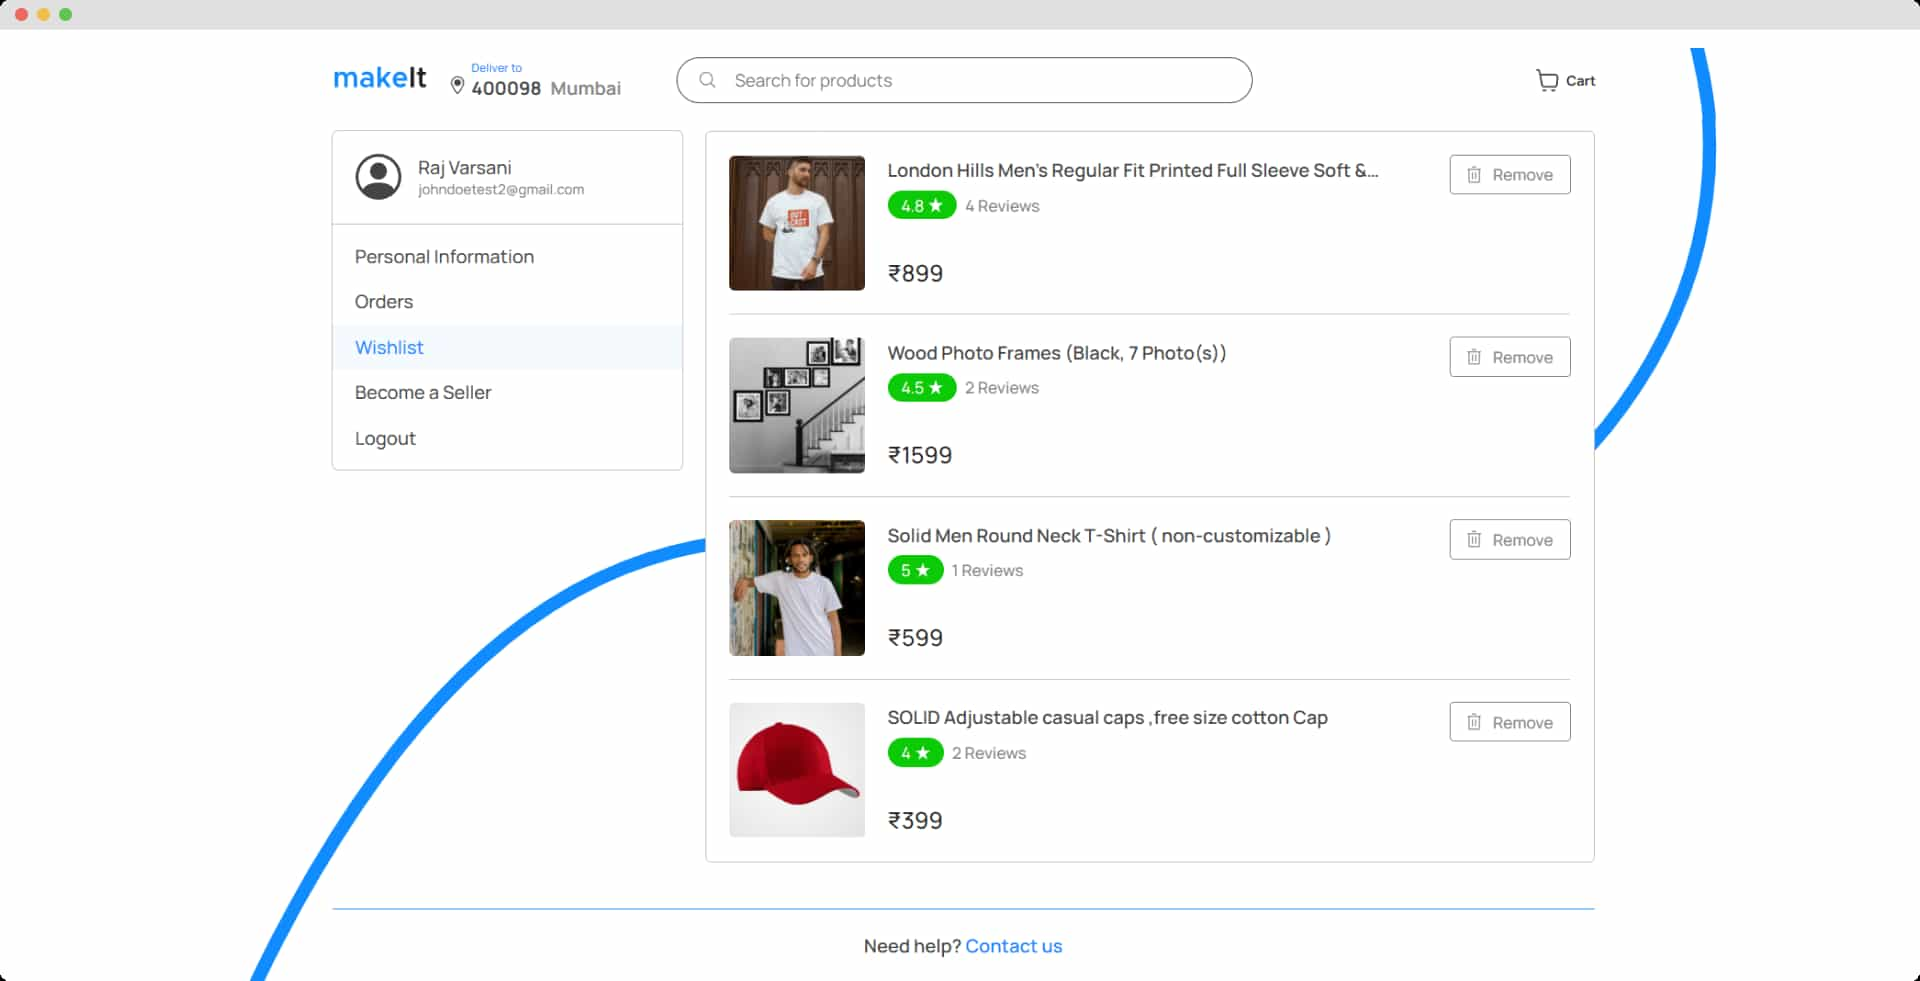 makeIt
Deliver to
400098 Mumbai
Search for products
Cart
Raj Varsani
johndoetest2@gmail.com
Personal Information
Orders
Wishlist
Become a Seller
Logout
London Hills Men's Regular Fit Printed Full Sleeve Soft &...
Remove
4.8 ★ 4 Reviews
OUT
CAST
₹899
Wood Photo Frames (Black, 7 Photo(s))
Remove
4.5 ★ 2 Reviews
₹1599
Solid Men Round Neck T-Shirt ( non-customizable )
Remove
5 ★ 1 Reviews
₹599
SOLID Adjustable casual caps ,free size cotton Cap
Remove
4 ★ 2 Reviews
₹399
Need help? Contact us